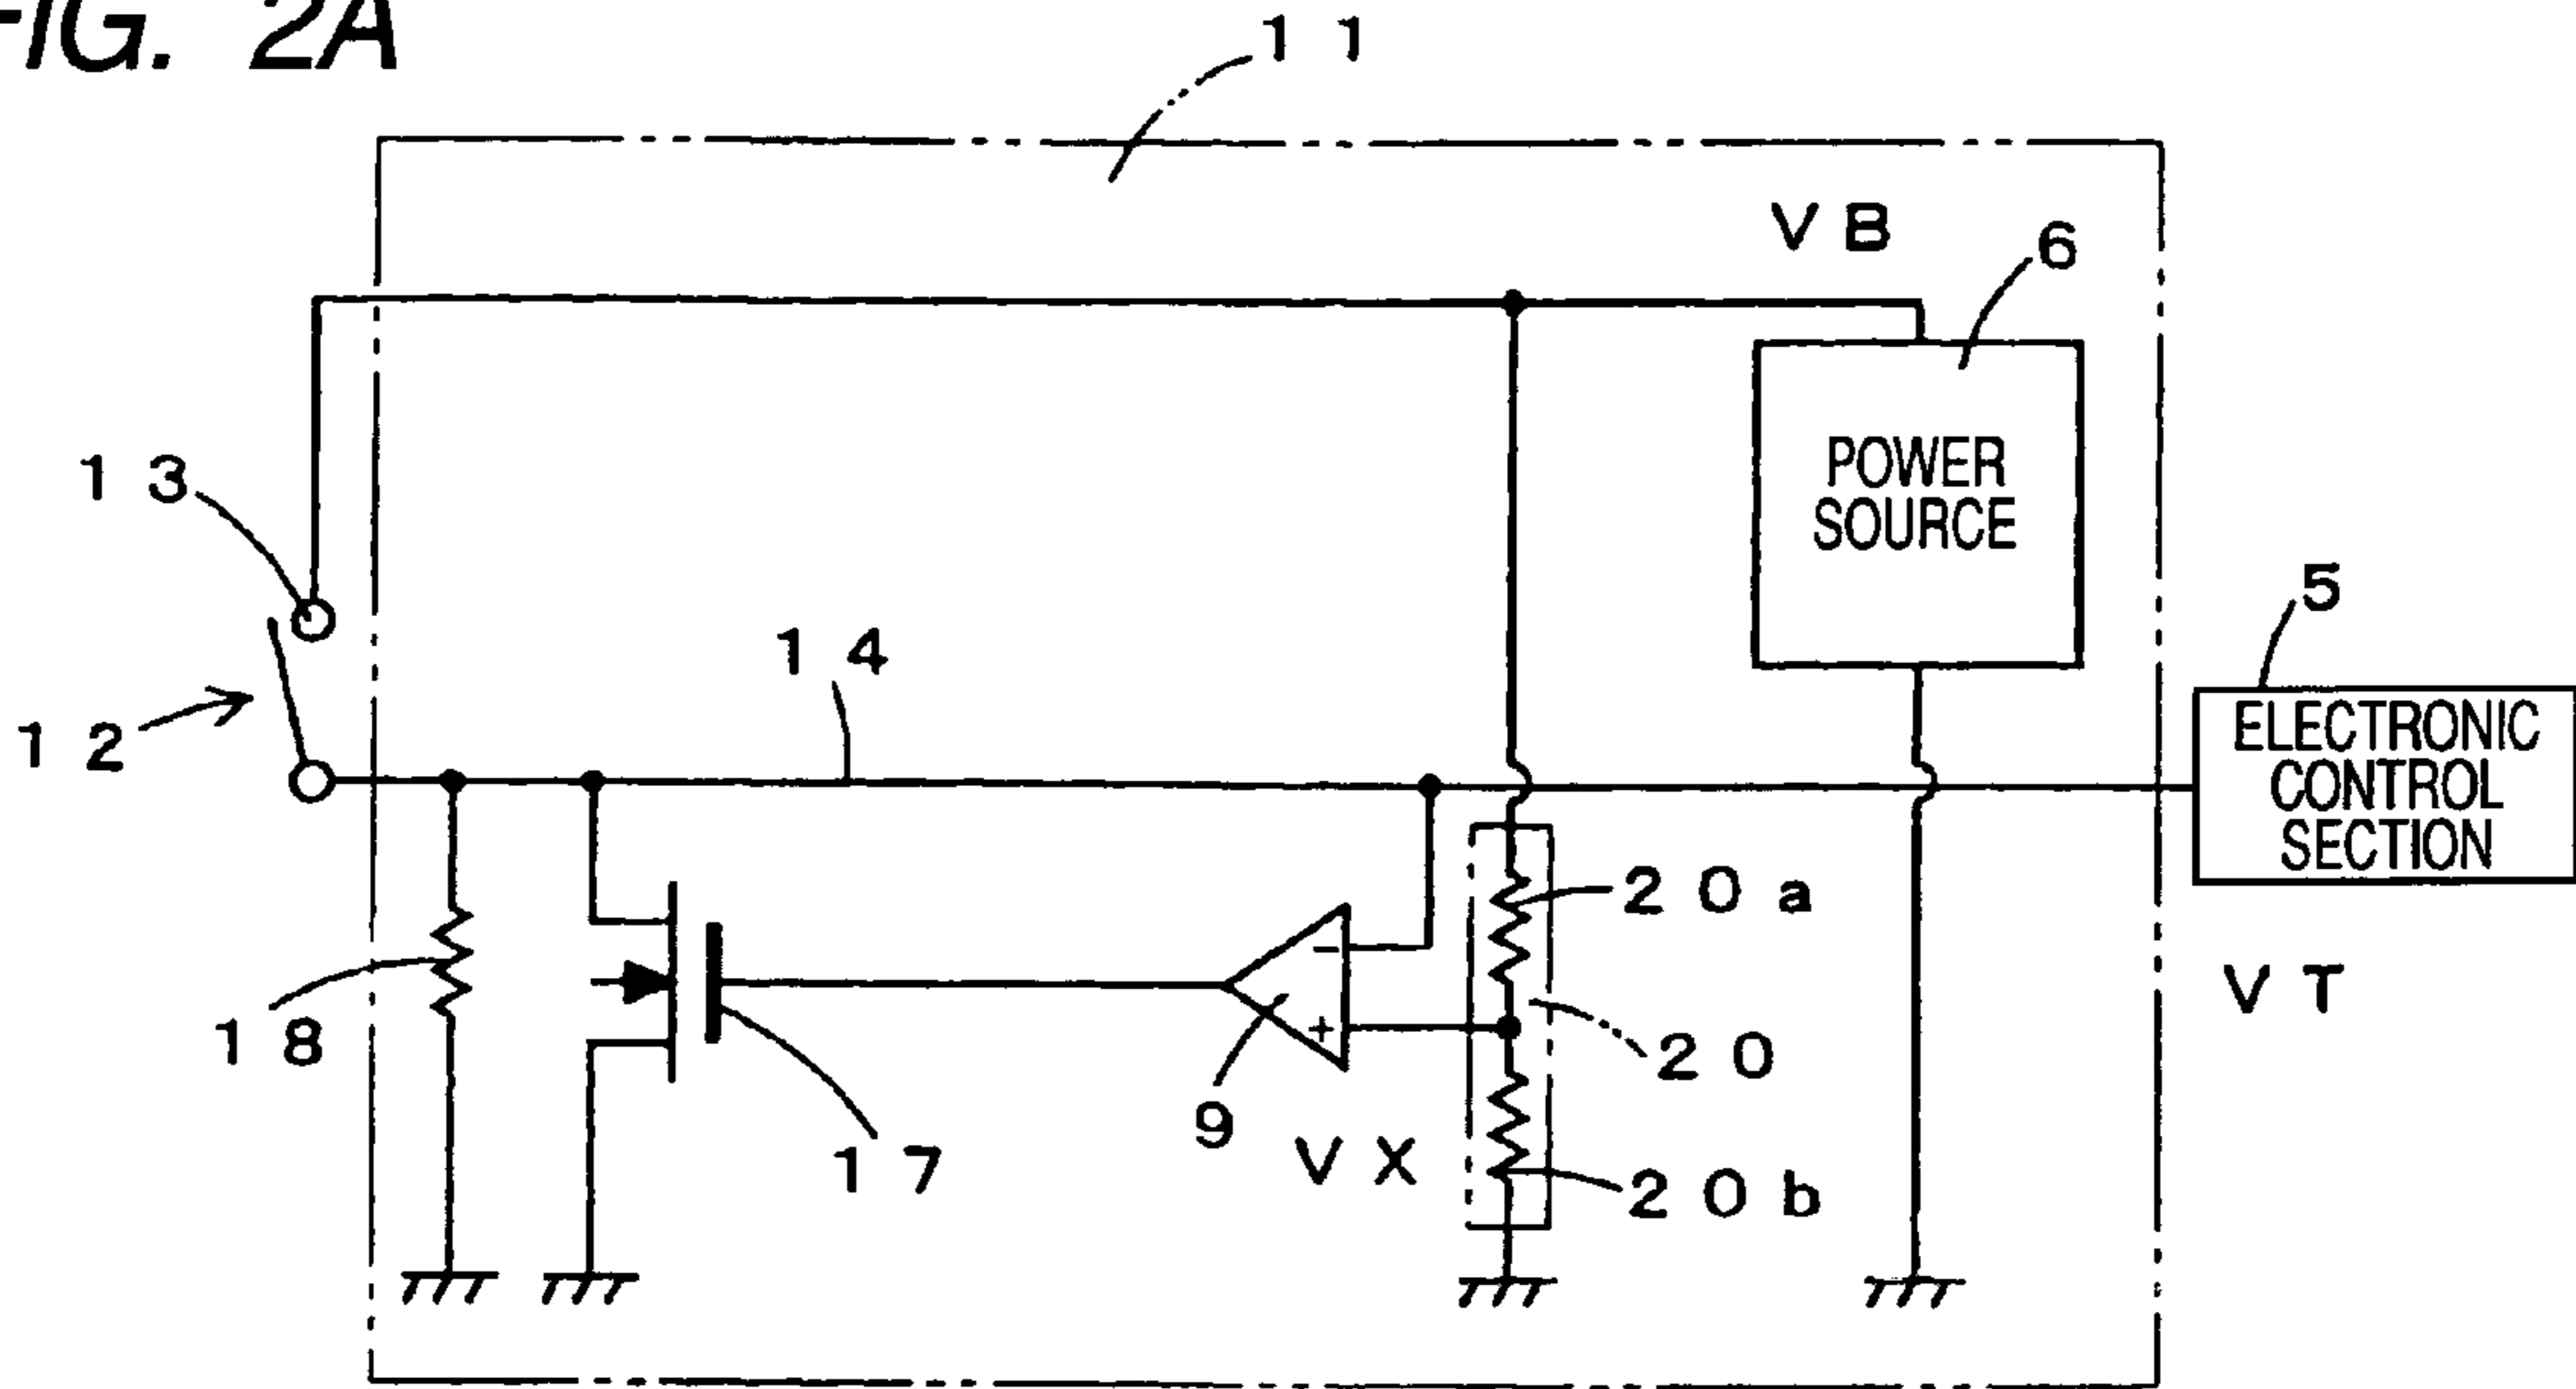 FIG. 2A
11
VB
6
POWER
SOURCE
13
5
14
12
ELECTRONIC
CONTROL
SECTION
20a
-
VT
18
+
20
9
VX
17
20b